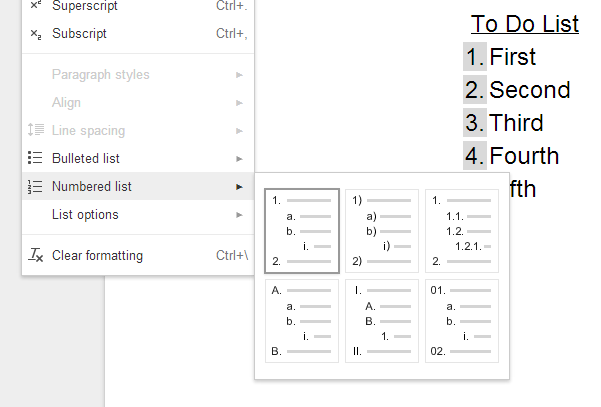 Superscript Ctrl+.
Subscript Ctrl+,
Paragraph styles
Align
Line spacing
Bulleted list
Numbered list
List options
Clear formatting Ctrl+\
To Do List
1. First
2. Second
3. Third
4. Fourth
fth
1.
a.
b.
i.
2.
1)
a)
b)
i)
2)
1.
1.1.
1.2.
1.2.1.
2.
A.
a.
b.
i.
B.
I.
A.
B.
1.
II.
01.
a.
b.
i.
02.